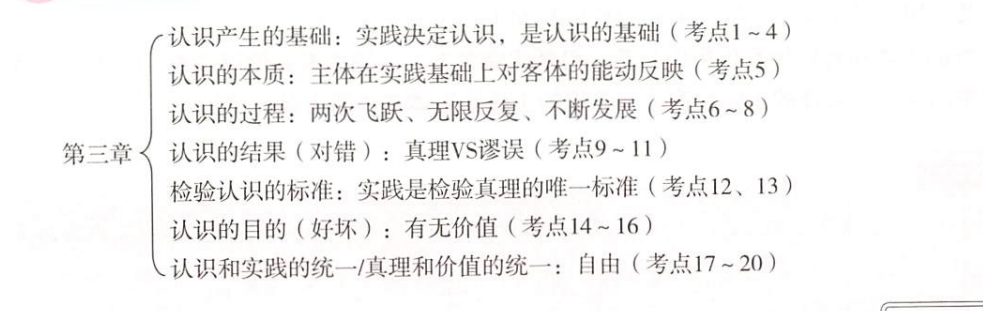 认识产生的基础：实践决定认识，是认识的基础（考点1～4）
认识的本质：主体在实践基础上对客体的能动反映（考点5）
认识的过程：两次飞跃、无限反复、不断发展（考点6～8）
第三章
认识的结果（对错）：真理VS谬误（考点9～11）
检验认识的标准：实践是检验真理的唯一标准（考点12、13）
认识的目的（好坏）：有无价值（考点14～16）
认识和实践的统一/真理和价值的统一：自由（考点17～20）